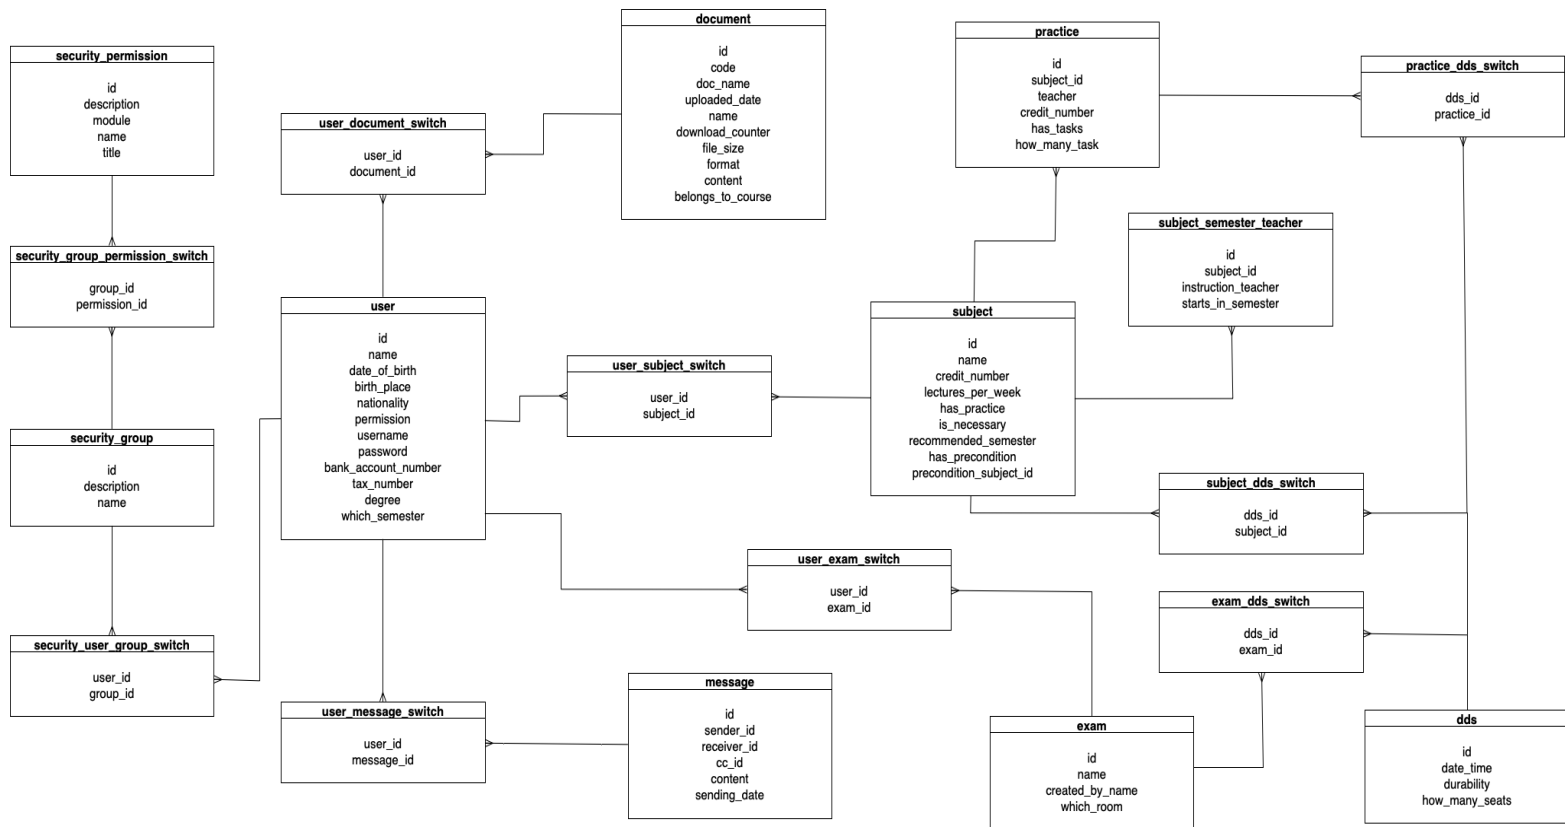 security_permission
id
description
module
name
title
security_group_permission_switch
group_id
permission_id
security_group
id
description
name
security_user_group_switch
user_id
group_id
user_document_switch
user_id
document_id
user
id
name
date_of_birth
birth_place
nationality
permission
username
password
bank_account_number
tax_number
degree
which_semester
user_message_switch
user_id
message_id
document
id
code
doc_name
uploaded_date
name
download_counter
file_size
format
content
belongs_to_course
user_subject_switch
user_id
subject_id
user_exam_switch
user_id
exam_id
message
id
sender_id
receiver_id
cc_id
content
sending_date
practice
id
subject_id
teacher
credit_number
has_tasks
how_many_task
subject
id
name
credit_number
lectures_per_week
has_practice
is_necessary
recommended_semester
has_precondition
precondition_subject_id
exam
id
name
created_by_name
which_room
subject_semester_teacher
id
subject_id
instruction_teacher
starts_in_semester
subject_dds_switch
dds_id
subject_id
exam_dds_switch
dds_id
exam_id
practice_dds_switch
dds_id
practice_id
dds
id
date_time
durability
how_many_seats